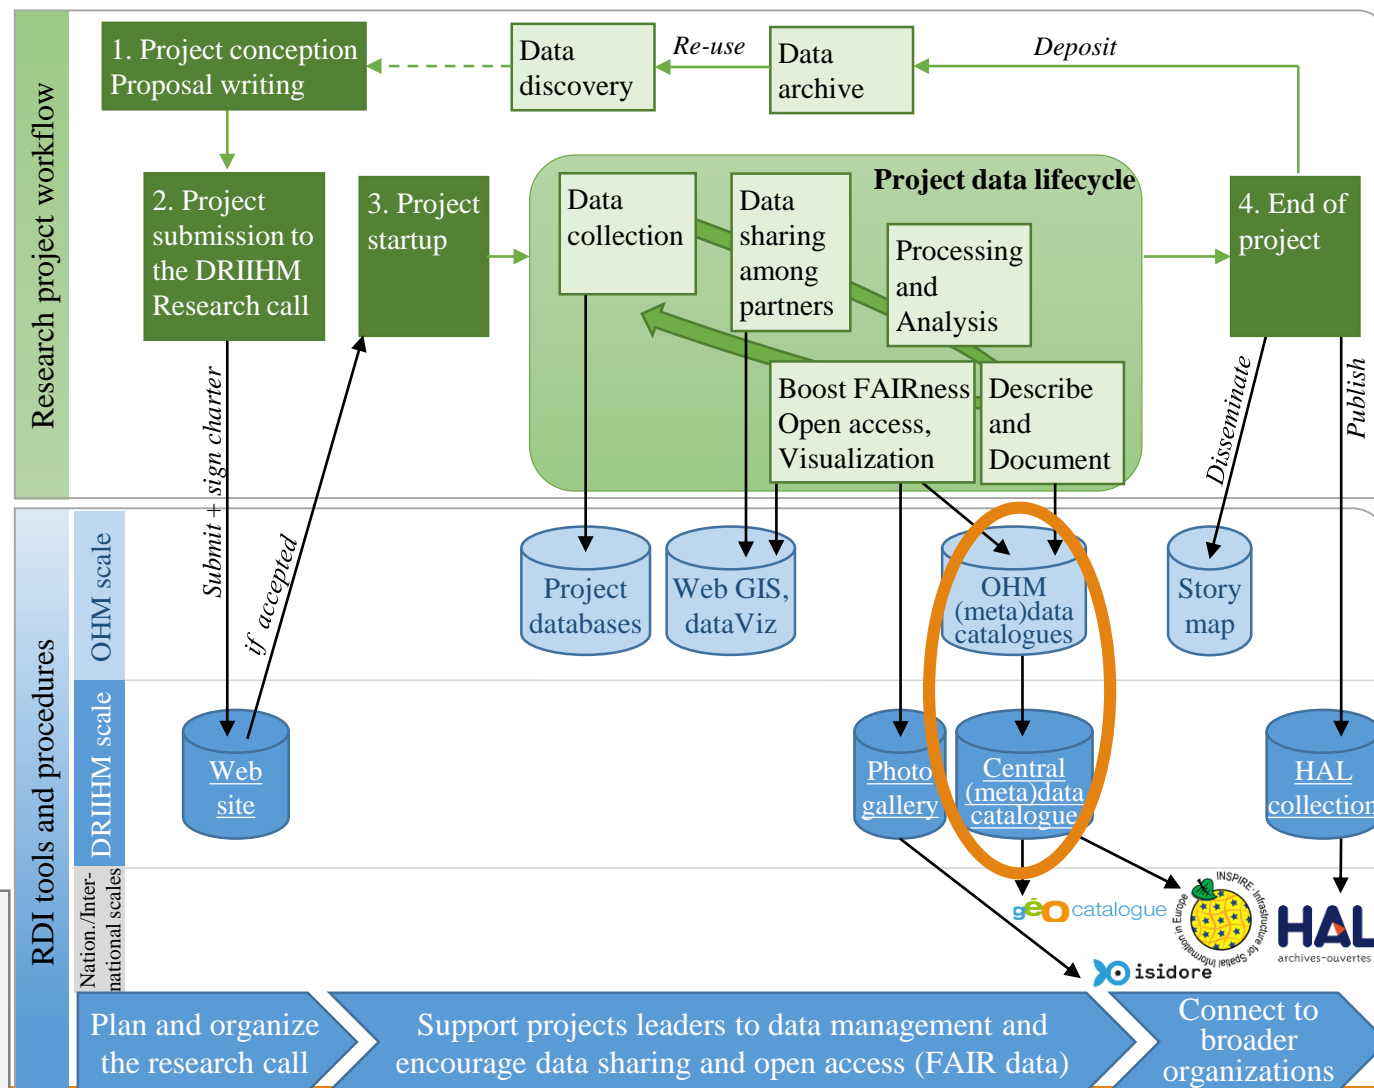 Research project workflow
1. Project conception
Proposal writing
Data
discovery
Re-use
Data
archive
Deposit
2. Project
submission to
the DRIIHM
Research call
3. Project
startup
Project data lifecycle
Data
collection
Data
sharing
among
partners
Processing
and
Analysis
Boost FAIRness
Open access,
Visualization
Describe
and
Document
4. End of
project
Submit + sign charter
if accepted
Disseminate
Publish
RDI tools and procedures
OHM scale
Project
databases
Web GIS,
dataViz
OHM
(meta)data
catalogues
Story
map
DRIIHM scale
Web
site
Photo
gallery
Central
(meta)data
catalogue
HAL
collection
Nation./Inter-
national scales
géo catalogue
INSPIRE · Infrastructure for Spatial Information in Europe
HAL
archives-ouvertes.
isidore
Plan and organize
the research call
Support projects leaders to data management and
encourage data sharing and open access (FAIR data)
Connect to
broader
organizations